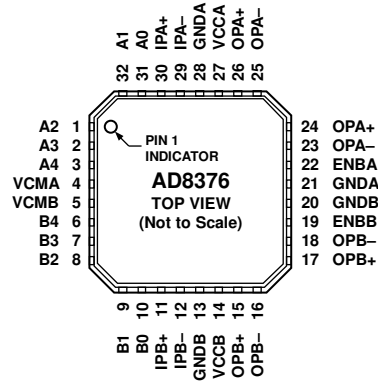 A1
A0
IPA+
IPA–
GNDA
VCCA
OPA+
OPA–
32
31
30
29
28
27
26
25
A2 1
A3 2
A4 3
VCMA 4
VCMB 5
B4 6
B3 7
B2 8
PIN 1
INDICATOR
AD8376
TOP VIEW
(Not to Scale)
24 OPA+
23 OPA–
22 ENBA
21 GNDA
20 GNDB
19 ENBB
18 OPB–
17 OPB+
9
10
11
12
13
14
15
16
B1
B0
IPB+
IPB–
GNDB
VCCB
OPB+
OPB–